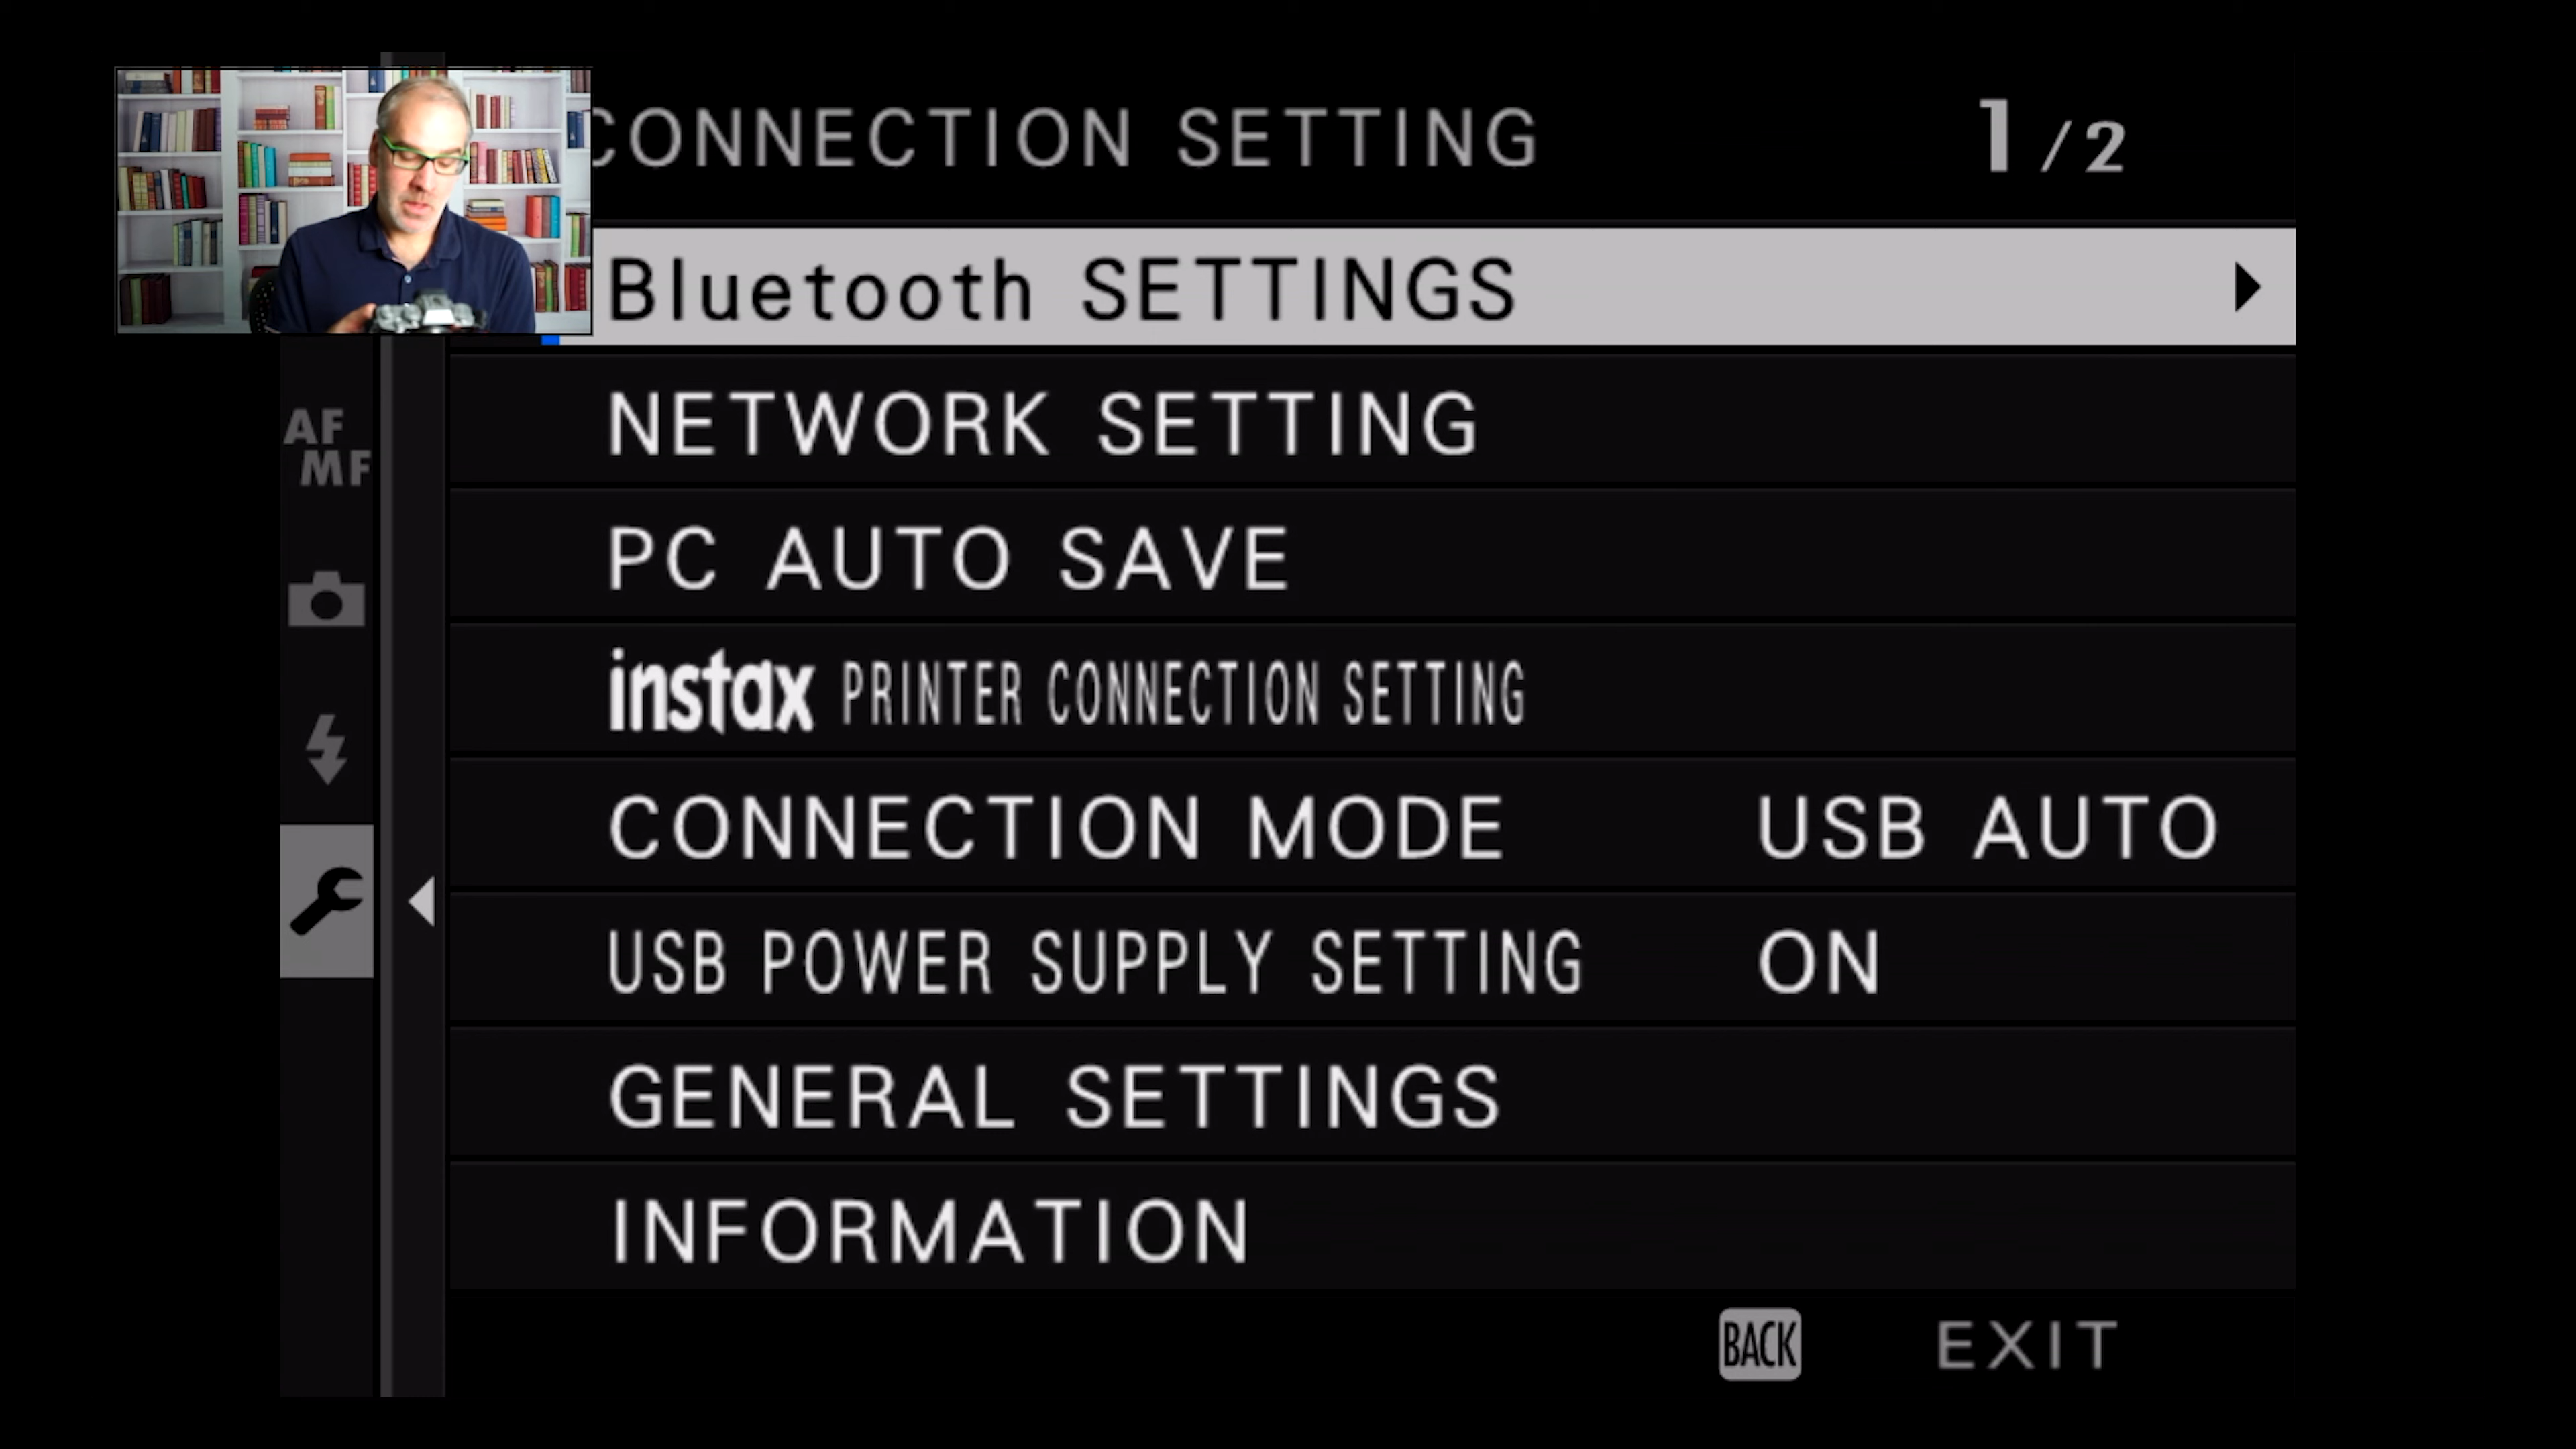 CONNECTION SETTING 1/2
Bluetooth SETTINGS
NETWORK SETTING
PC AUTO SAVE
instax PRINTER CONNECTION SETTING
CONNECTION MODE USB AUTO
USB POWER SUPPLY SETTING ON
GENERAL SETTINGS
INFORMATION
AF
MF
BACK EXIT